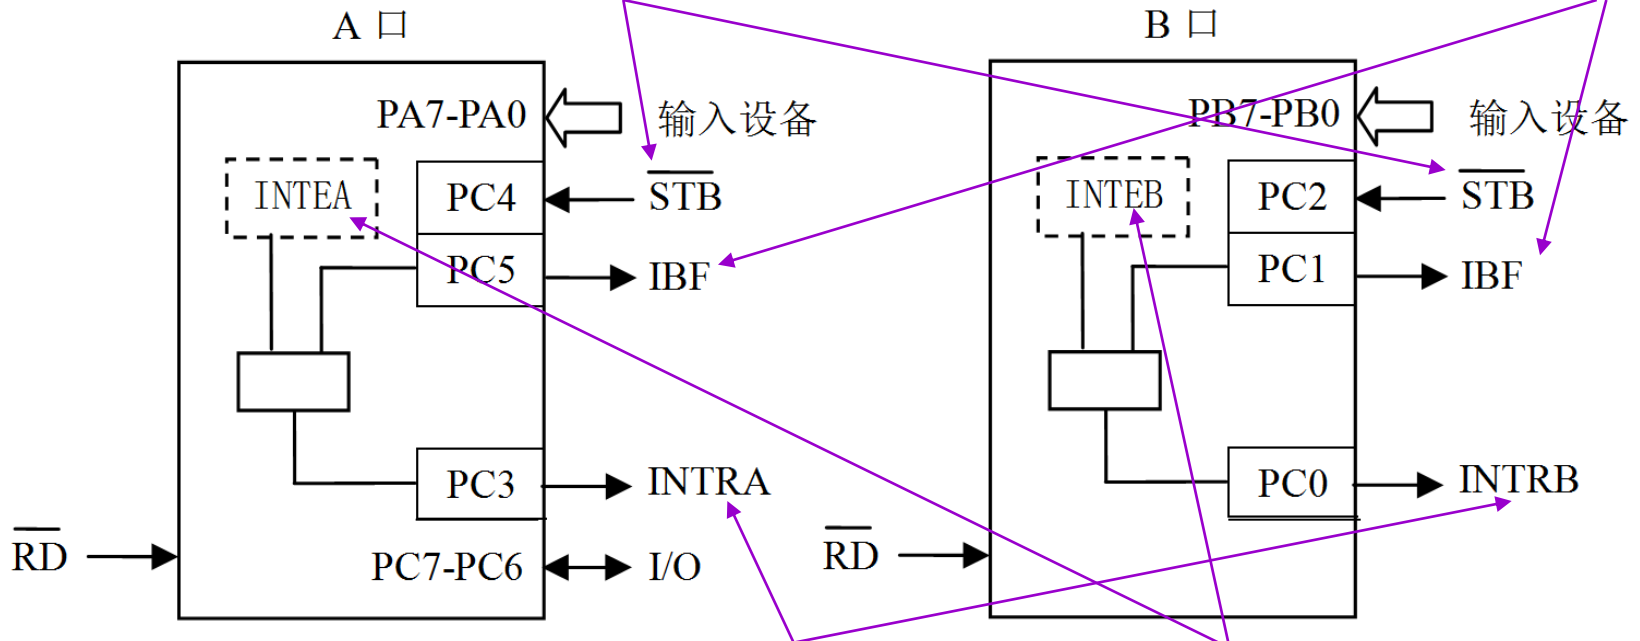 A 口
PA7-PA0
输入设备
INTEA
PC4
STB
PC5
IBF
PC3
INTRA
RD
PC7-PC6
I/O
B 口
PB7-PB0
输入设备
INTEB
PC2
STB
PC1
IBF
PC0
INTRB
RD